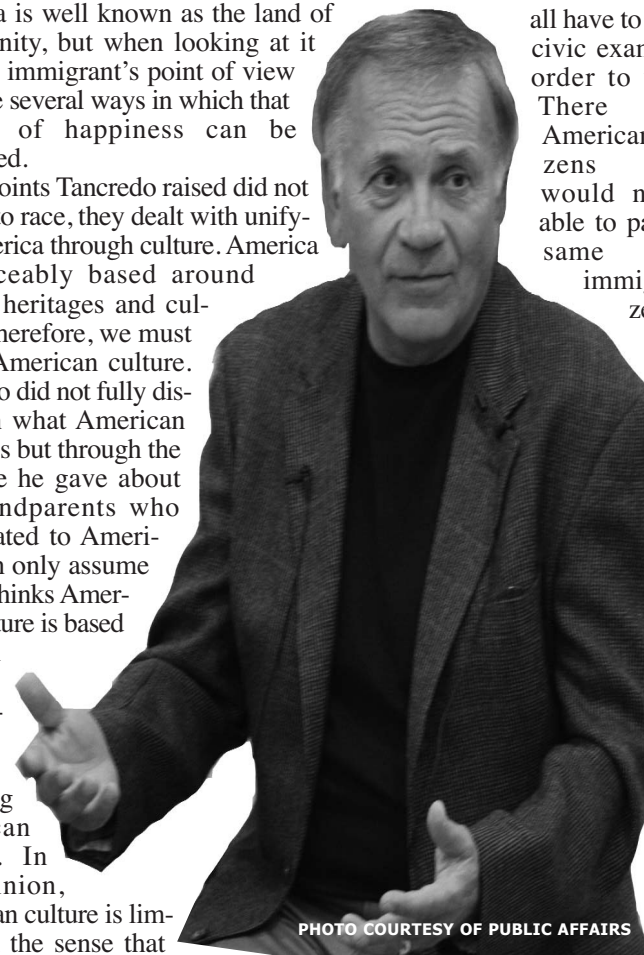 a is well known as the land of
nity, but when looking at it
immigrant's point of view
e several ways in which that
of happiness can be
ed.
oints Tancredo raised did not
to race, they dealt with unify-
erica through culture. America
ceably based around
heritages and cul-
herefore, we must
American culture.
o did not fully dis-
what American
s but through the
e he gave about
ndparents who
ated to Ameri-
n only assume
hinks Amer-
ture is based
-
g
can
. In
inion,
an culture is lim-
the sense that
all have to
civic exam
order to
There
American
zens
would n
able to pa
same
immi
ze
PHOTO COURTESY OF PUBLIC AFFAIRS